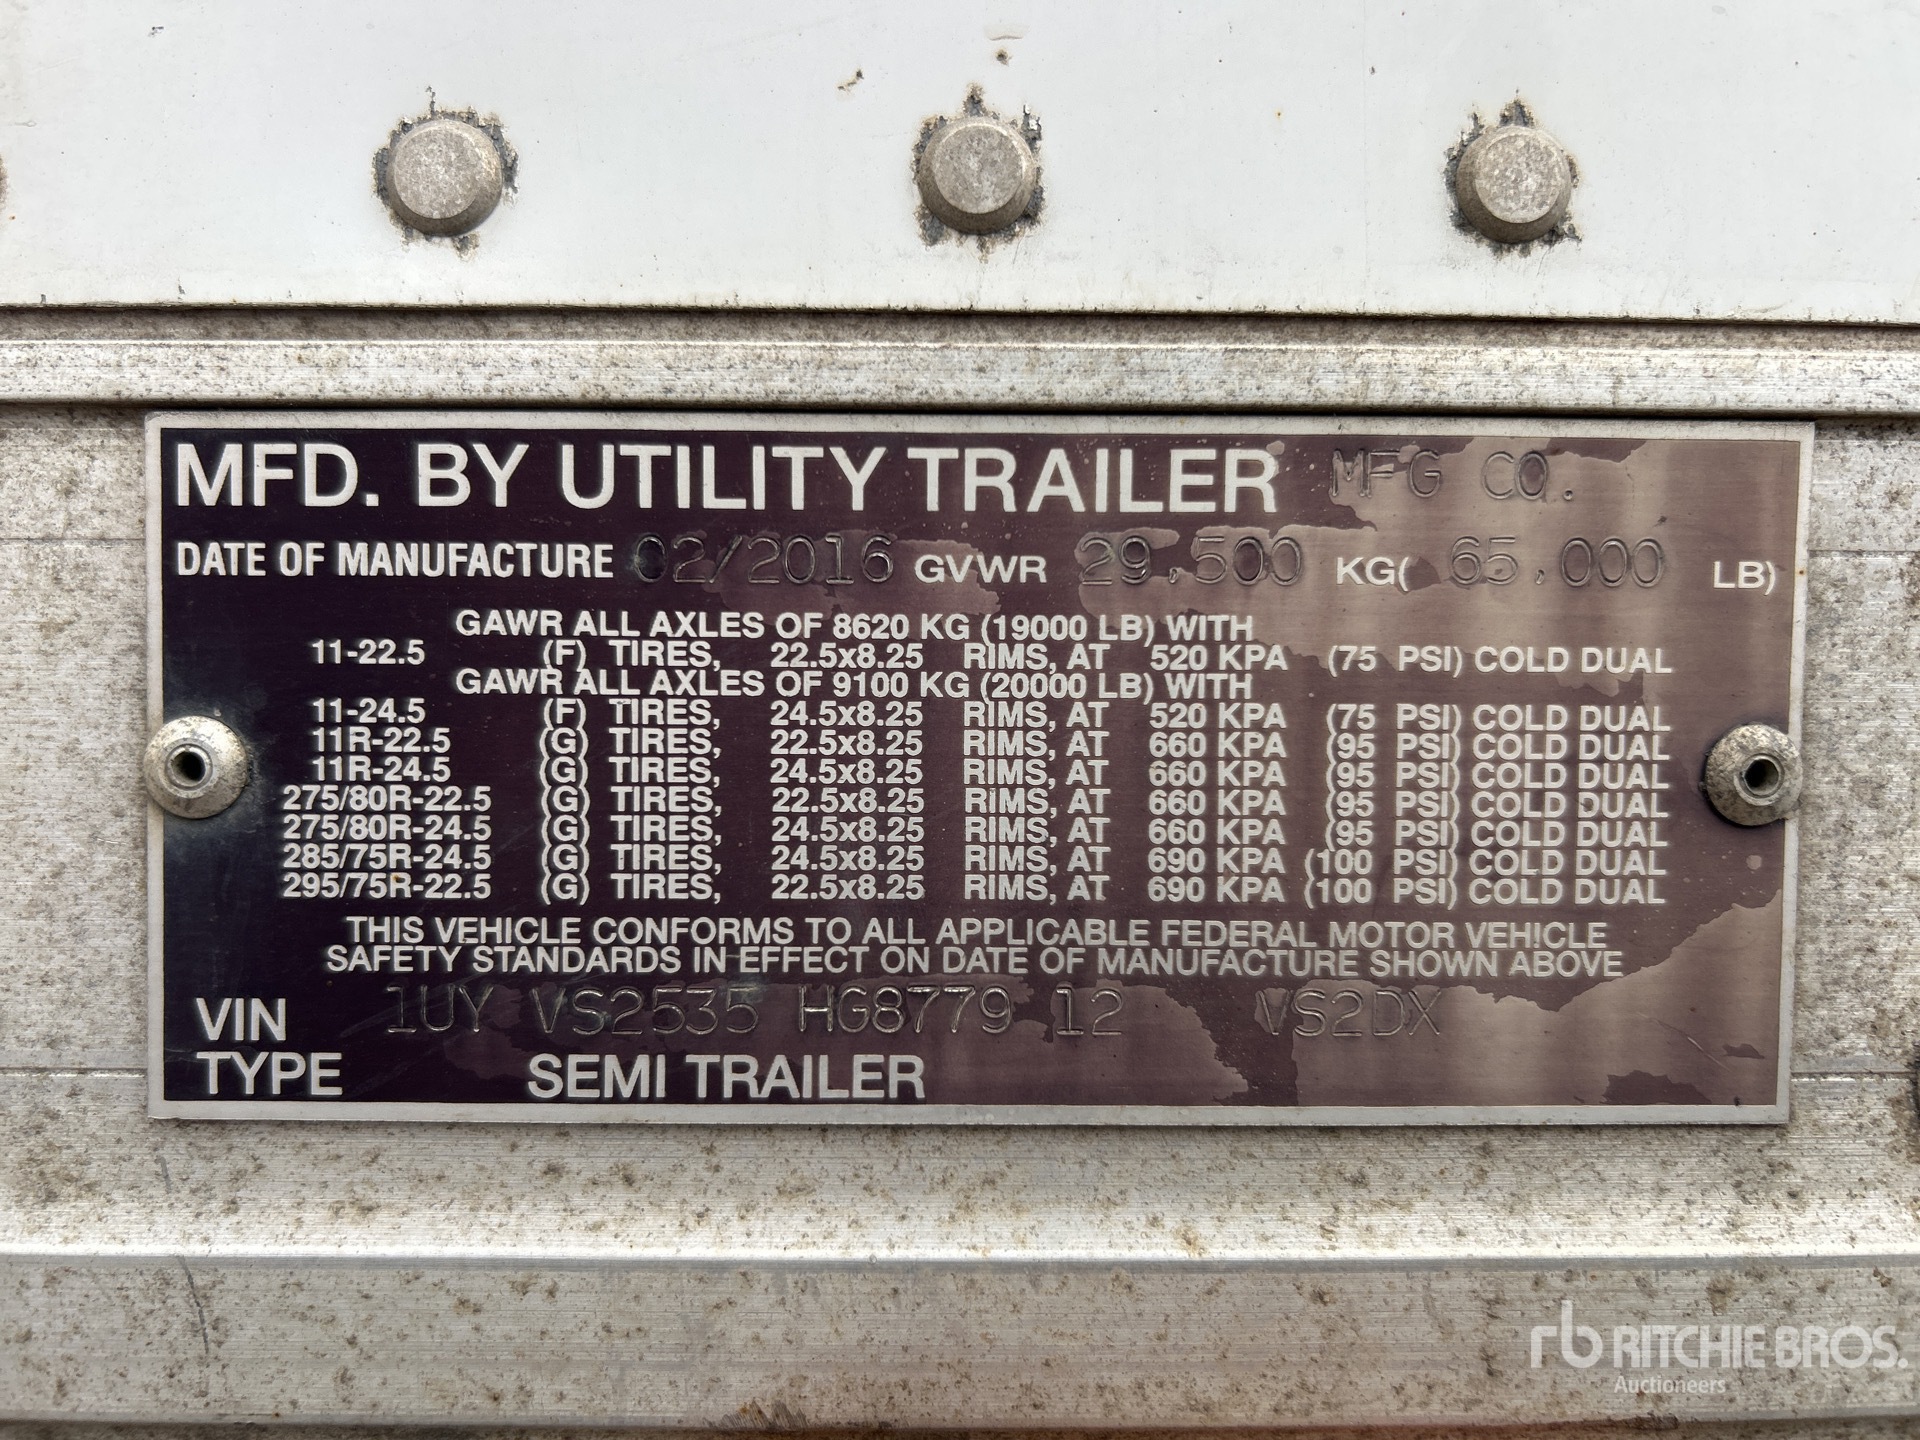 MFD. BY UTILITY TRAILER MFG CO.
DATE OF MANUFACTURE 02/2016 GVWR 29,500 KG( 65,000 LB)
GAWR ALL AXLES OF 8620 KG (19000 LB) WITH
11-22.5 (F) TIRES, 22.5x8.25 RIMS, AT 520 KPA (75 PSI) COLD DUAL
GAWR ALL AXLES OF 9100 KG (20000 LB) WITH
11-24.5 (F) TIRES, 24.5x8.25 RIMS, AT 520 KPA (75 PSI) COLD DUAL
11R-22.5 (G) TIRES, 22.5x8.25 RIMS, AT 660 KPA (95 PSI) COLD DUAL
11R-24.5 (G) TIRES, 24.5x8.25 RIMS, AT 660 KPA (95 PSI) COLD DUAL
275/80R-22.5 (G) TIRES, 22.5x8.25 RIMS, AT 660 KPA (95 PSI) COLD DUAL
275/80R-24.5 (G) TIRES, 24.5x8.25 RIMS, AT 660 KPA (95 PSI) COLD DUAL
285/75R-24.5 (G) TIRES, 24.5x8.25 RIMS, AT 690 KPA (100 PSI) COLD DUAL
295/75R-22.5 (G) TIRES, 22.5x8.25 RIMS, AT 690 KPA (100 PSI) COLD DUAL
THIS VEHICLE CONFORMS TO ALL APPLICABLE FEDERAL MOTOR VEHICLE
SAFETY STANDARDS IN EFFECT ON DATE OF MANUFACTURE SHOWN ABOVE
VIN 1UY VS2535 HG8779 12 VS2DX
TYPE SEMI TRAILER
rb RITCHIE BROS.
Auctioneers